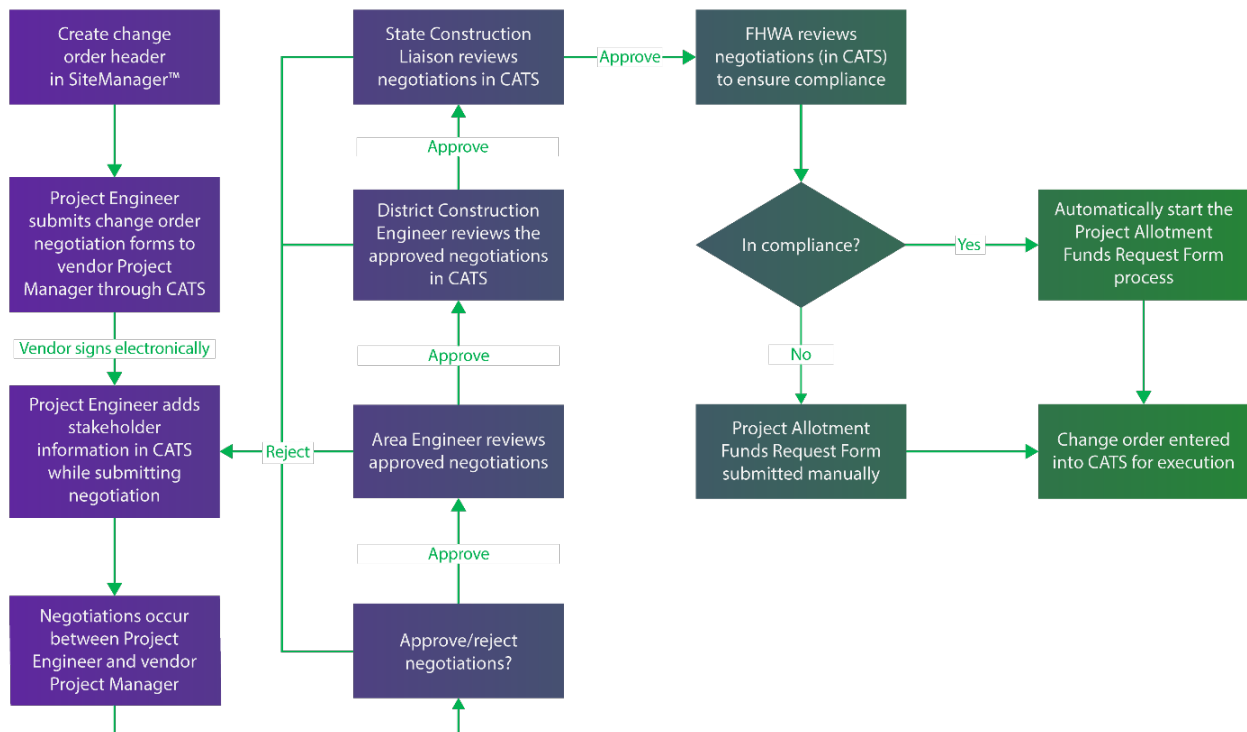 Create change
order header
in SiteManager™
Project Engineer
submits change order
negotiation forms to
vendor Project
Manager through CATS
Vendor signs electronically
Project Engineer adds
stakeholder
information in CATS
while submitting
negotiation
Negotiations occur
between Project
Engineer and vendor
Project Manager
State Construction
Liaison reviews
negotiations in CATS
Approve
District Construction
Engineer reviews the
approved negotiations
in CATS
Approve
Reject
Area Engineer reviews
approved negotiations
Approve
Approve/reject
negotiations?
Approve
FHWA reviews
negotiations (in CATS)
to ensure compliance
In compliance?
Yes
No
Project Allotment
Funds Request Form
submitted manually
Automatically start the
Project Allotment
Funds Request Form
process
Change order entered
into CATS for execution